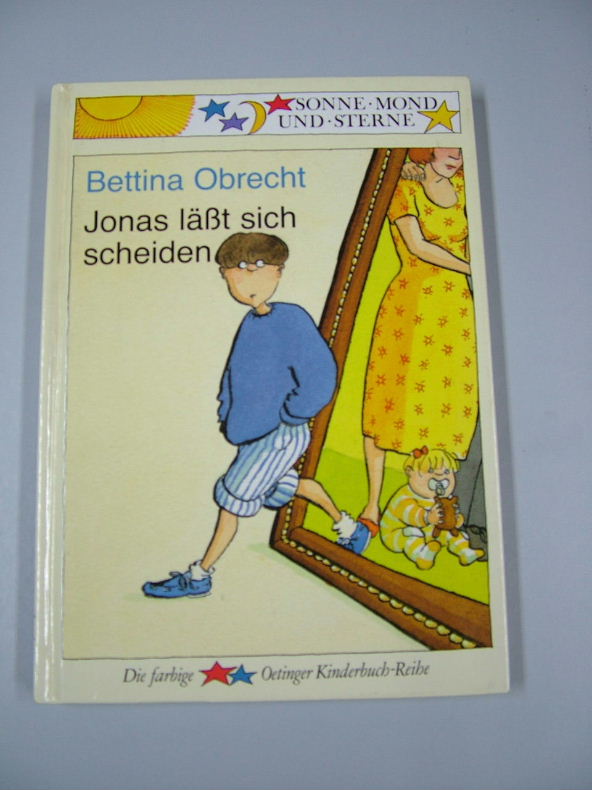 SONNE·MOND
UND·STERNE
Bettina Obrecht
Jonas läßt sich
scheiden
Die farbige Oetinger Kinderbuch-Reihe